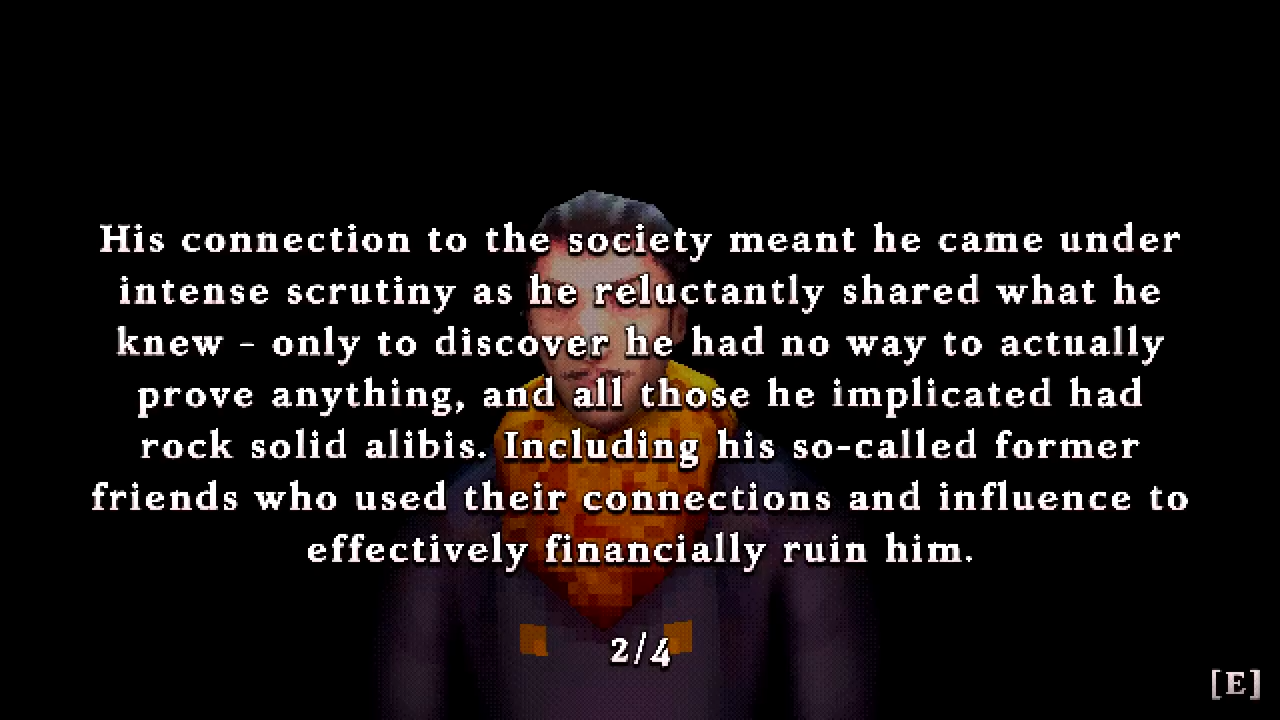 His connection to the society meant he came under
intense scrutiny as he reluctantly shared what he
knew - only to discover he had no way to actually
prove anything, and all those he implicated had
rock solid alibis. Including his so-called former
friends who used their connections and influence to
effectively financially ruin him.
2/4
[E]